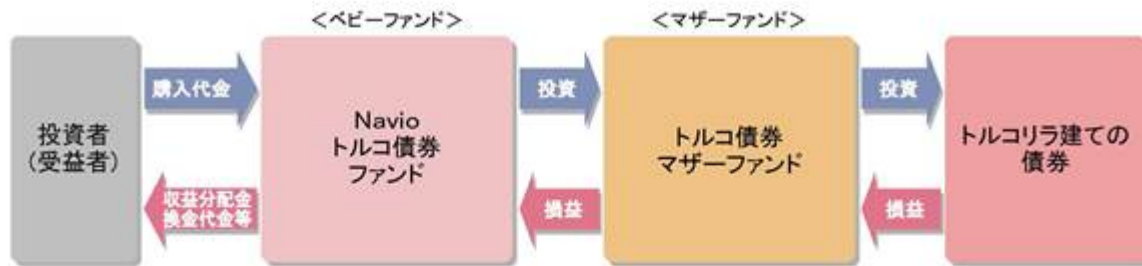 ＜ベビーファンド＞
＜マザーファンド＞
投資者
(受益者)
購入代金
収益分配金
換金代金等
Navio
トルコ債券
ファンド
投資
損益
トルコ債券
マザーファンド
投資
損益
トルコリラ建ての
債券